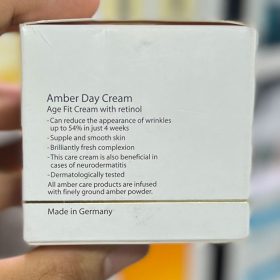 Amber Day Cream
Age Fit Cream with retinol
-Can reduce the appearance of wrinkles
up to 54% in just 4 weeks
-Supple and smooth skin
-Brilliantly fresh complexion
-This care cream is also beneficial in
cases of neurodermatitis
-Dermatologically tested
All amber care products are infused
with finely ground amber powder.
Made in Germany